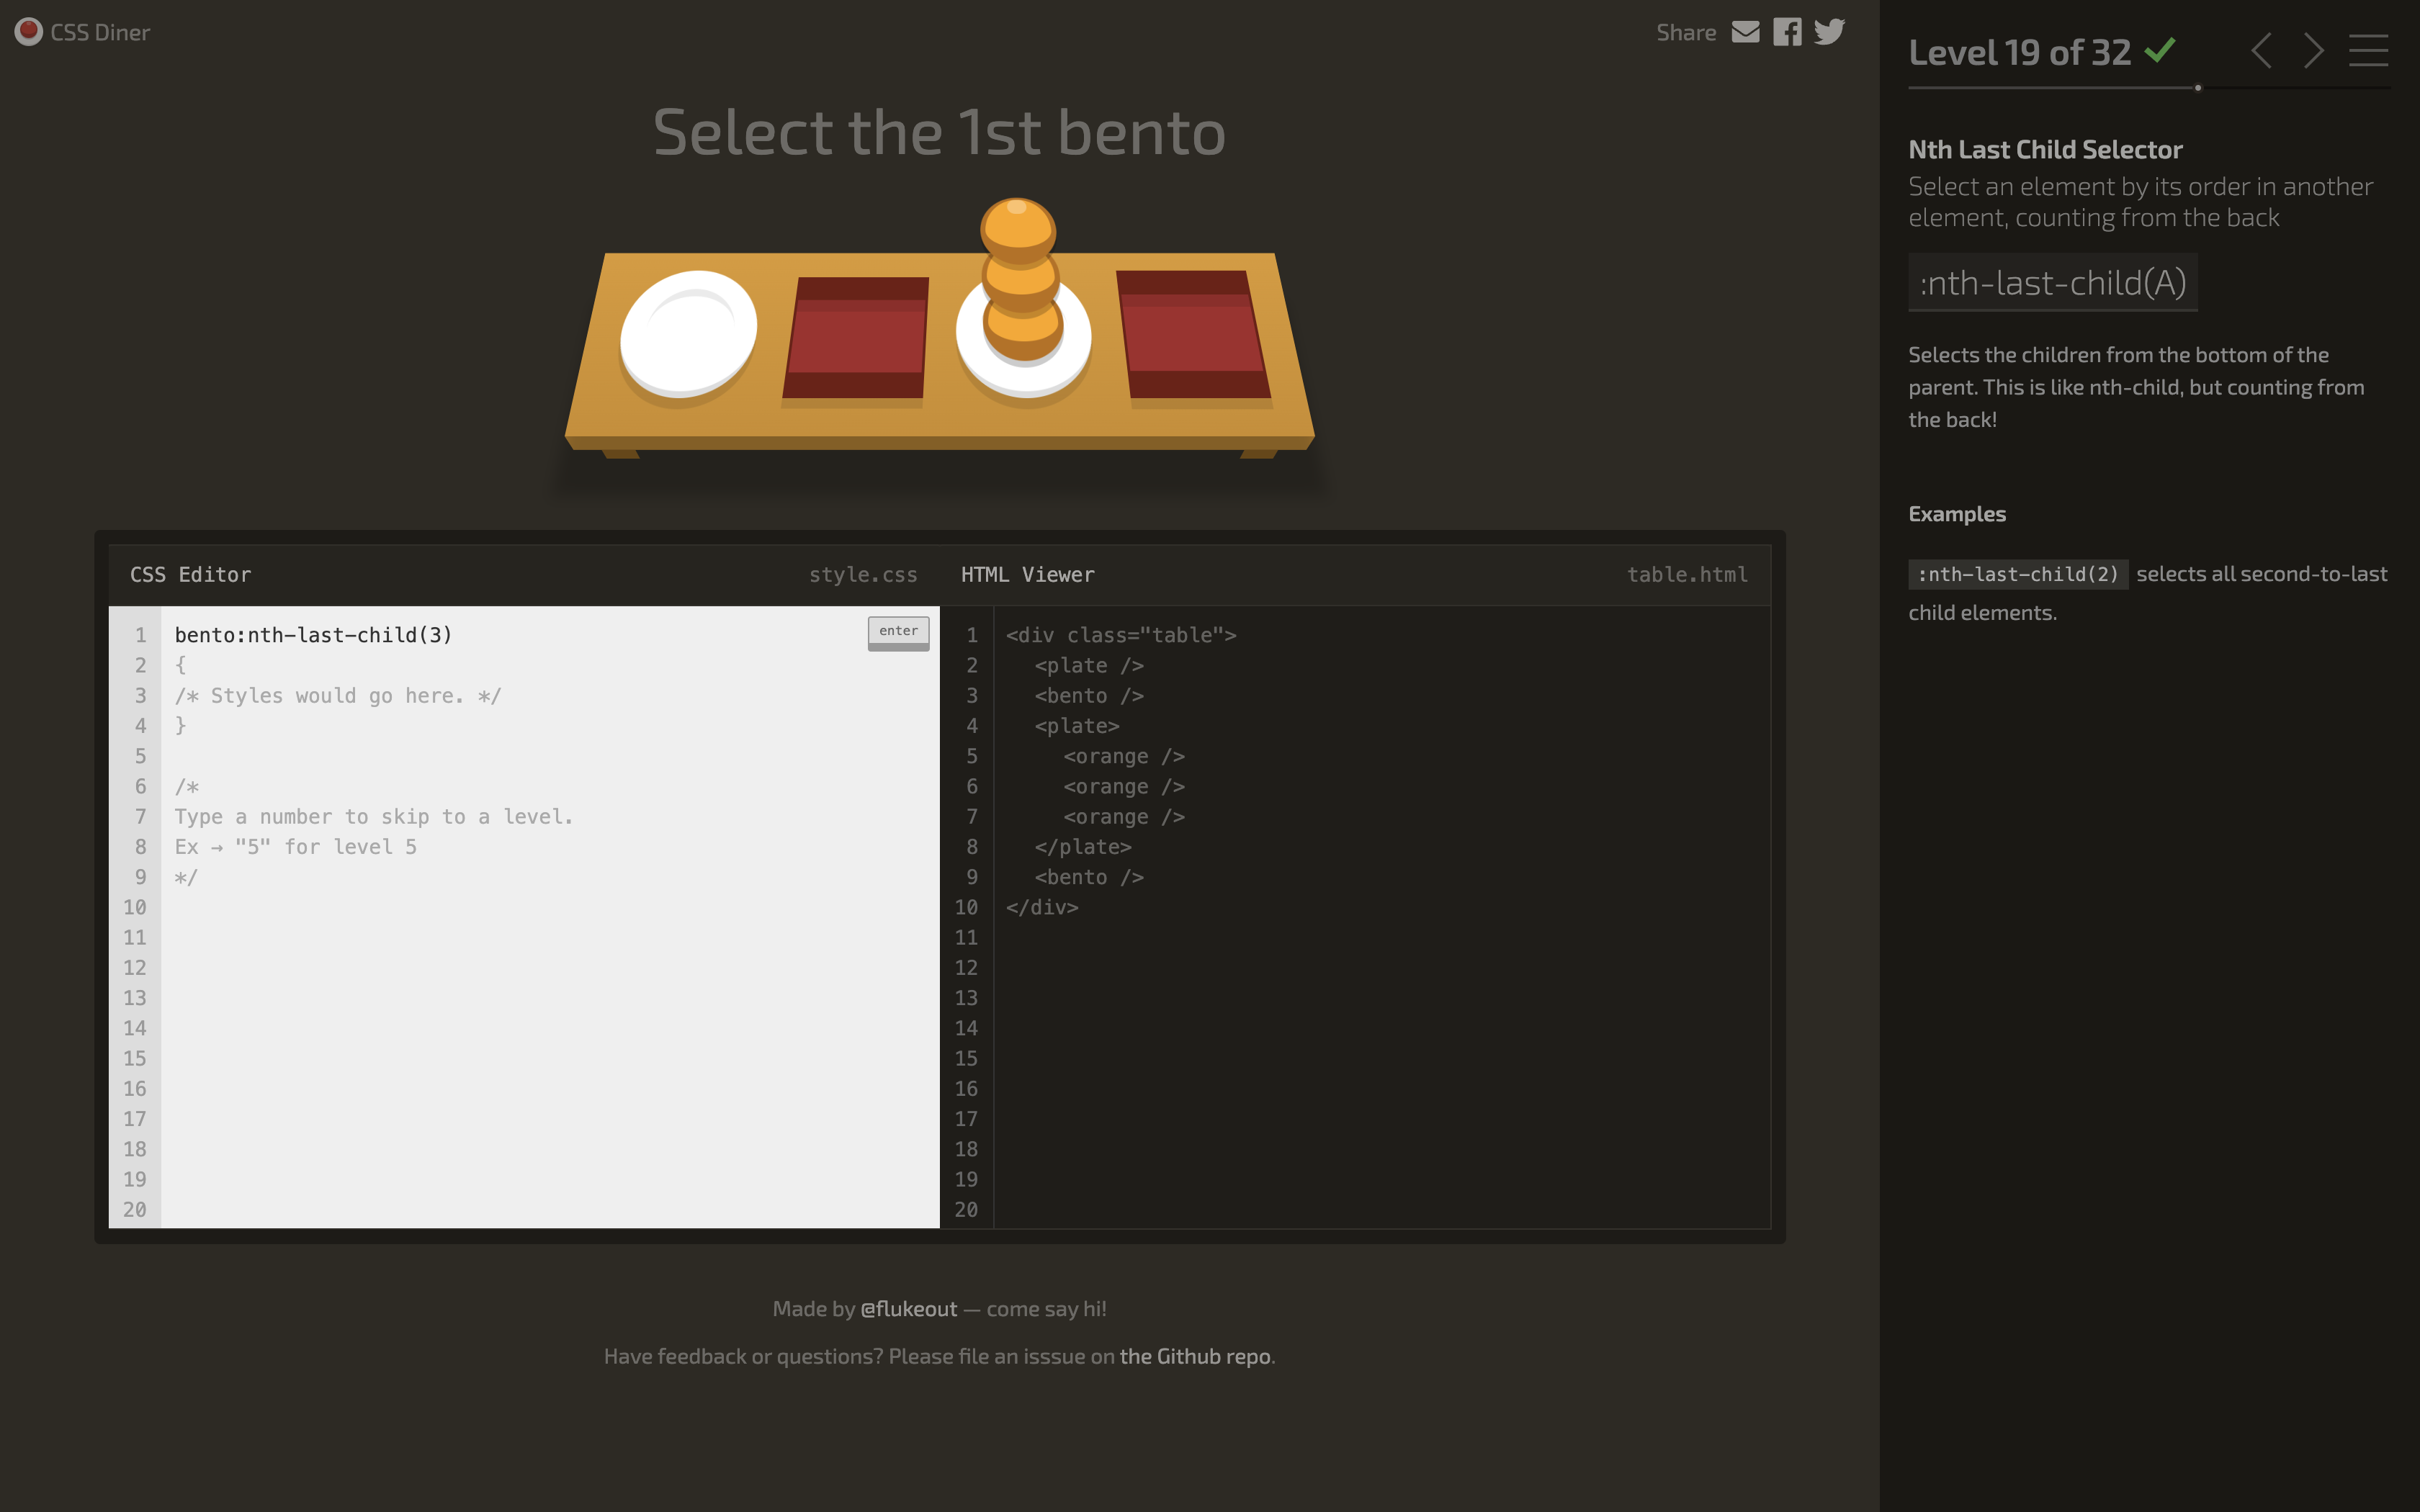 CSS Diner
Share
Select the 1st bento
CSS Editor style.css
1 bento:nth-last-child(3) enter
2 {
3 /* Styles would go here. */
4 }
5
6 /*
7 Type a number to skip to a level.
8 Ex → "5" for level 5
9 */
10
11
12
13
14
15
16
17
18
19
20
HTML Viewer table.html
1 <div class="table">
2 <plate />
3 <bento />
4 <plate>
5 <orange />
6 <orange />
7 <orange />
8 </plate>
9 <bento />
10 </div>
11
12
13
14
15
16
17
18
19
20
Made by @flukeout — come say hi!
Have feedback or questions? Please file an isssue on the Github repo.
Level 19 of 32
Nth Last Child Selector
Select an element by its order in another
element, counting from the back
:nth-last-child(A)
Selects the children from the bottom of the
parent. This is like nth-child, but counting from
the back!
Examples
:nth-last-child(2) selects all second-to-last
child elements.